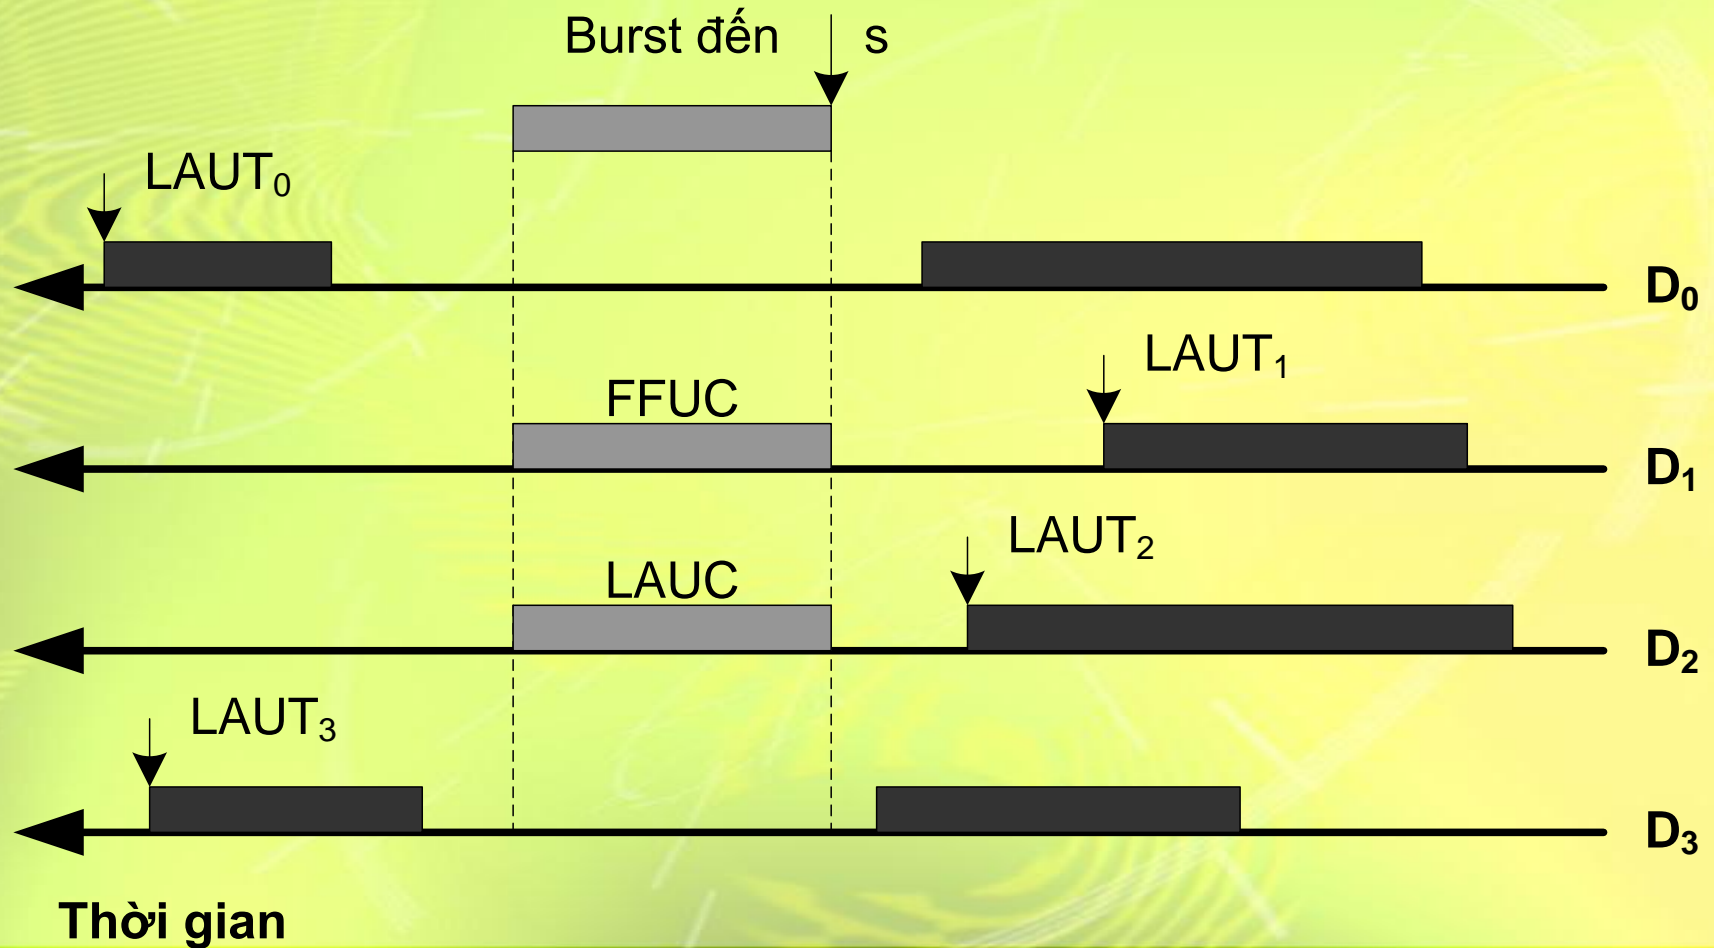 Burst đến s
LAUT₀
D₀
LAUT₁
FFUC
D₁
LAUT₂
LAUC
D₂
LAUT₃
D₃
Thời gian